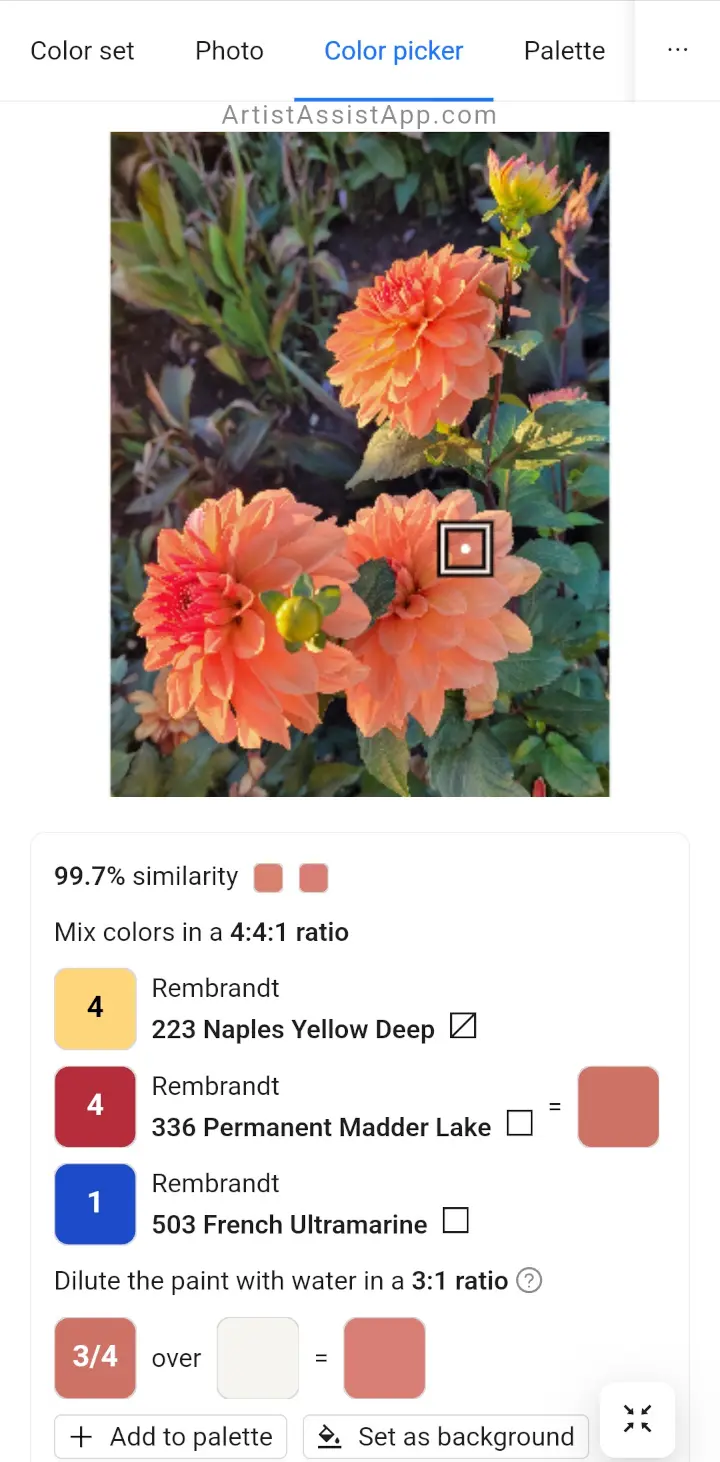 Color set Photo Color picker Palette ...
ArtistAssistApp.com
99.7% similarity
Mix colors in a 4:4:1 ratio
4 Rembrandt
223 Naples Yellow Deep
4 Rembrandt
336 Permanent Madder Lake =
1 Rembrandt
503 French Ultramarine
Dilute the paint with water in a 3:1 ratio ?
3/4 over =
+ Add to palette Set as background